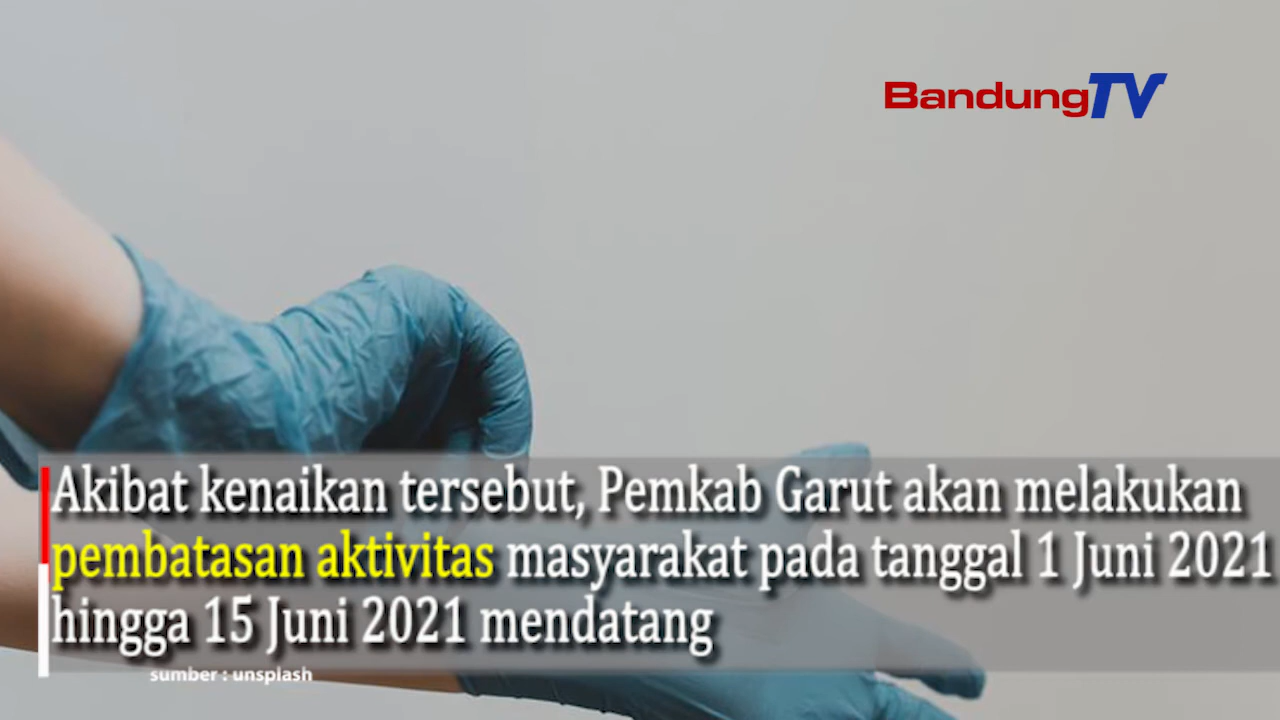 BandungTV
Akibat kenaikan tersebut, Pemkab Garut akan melakukan
pembatasan aktivitas masyarakat pada tanggal 1 Juni 2021
hingga 15 Juni 2021 mendatang
sumber : unsplash